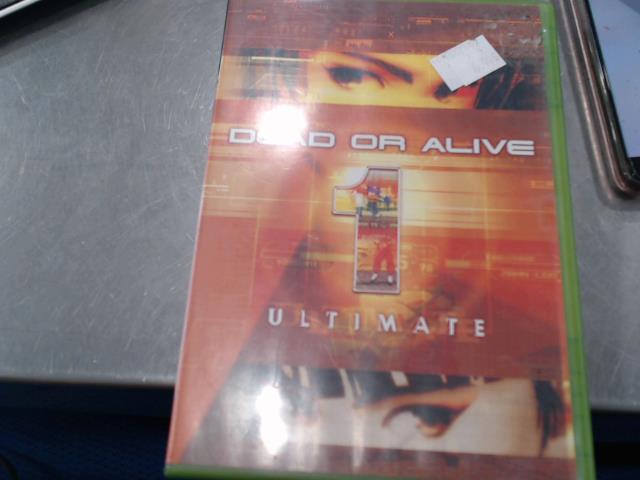 DEAD OR ALIVE
1
ULTIMATE